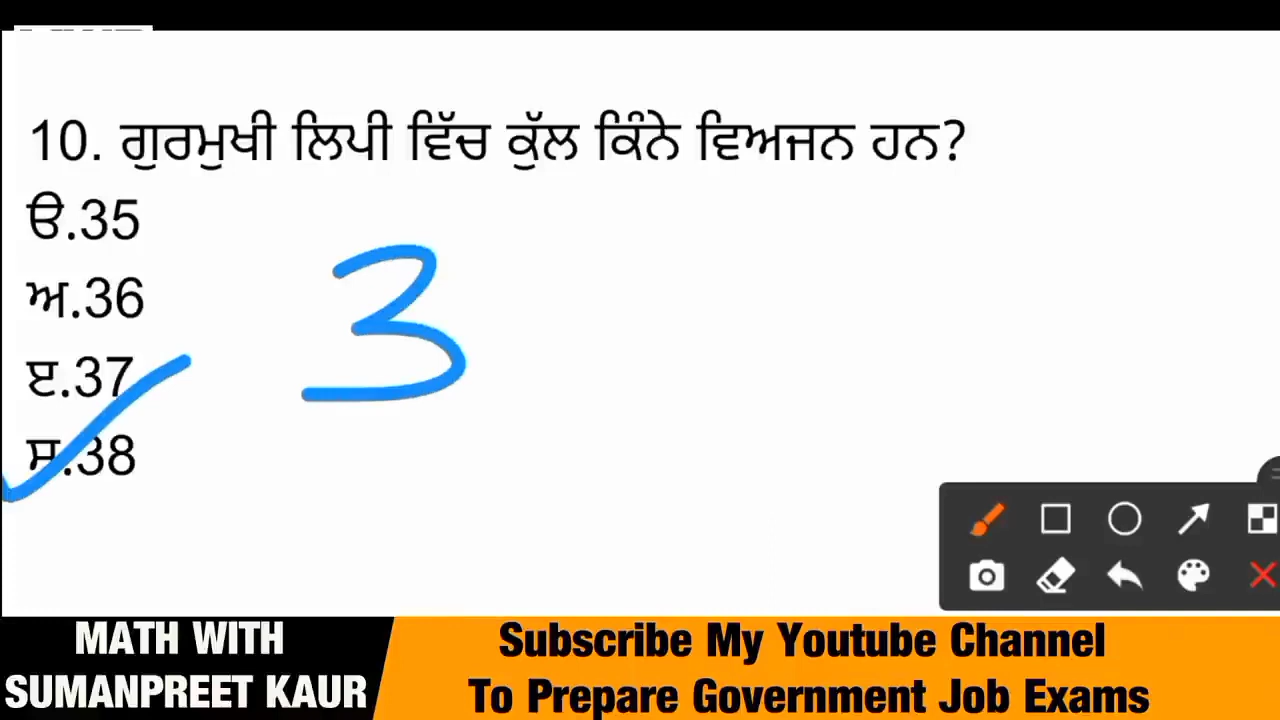 10. ਗੁਰਮੁਖੀ ਲਿਪੀ ਵਿੱਚ ਕੁੱਲ ਕਿੰਨੇ ਵਿਅਜਨ ਹਨ?
ੳ.35
ਅ.36
ੲ.37
ਸ.38
3
MATH WITH
SUMANPREET KAUR
Subscribe My Youtube Channel
To Prepare Government Job Exams